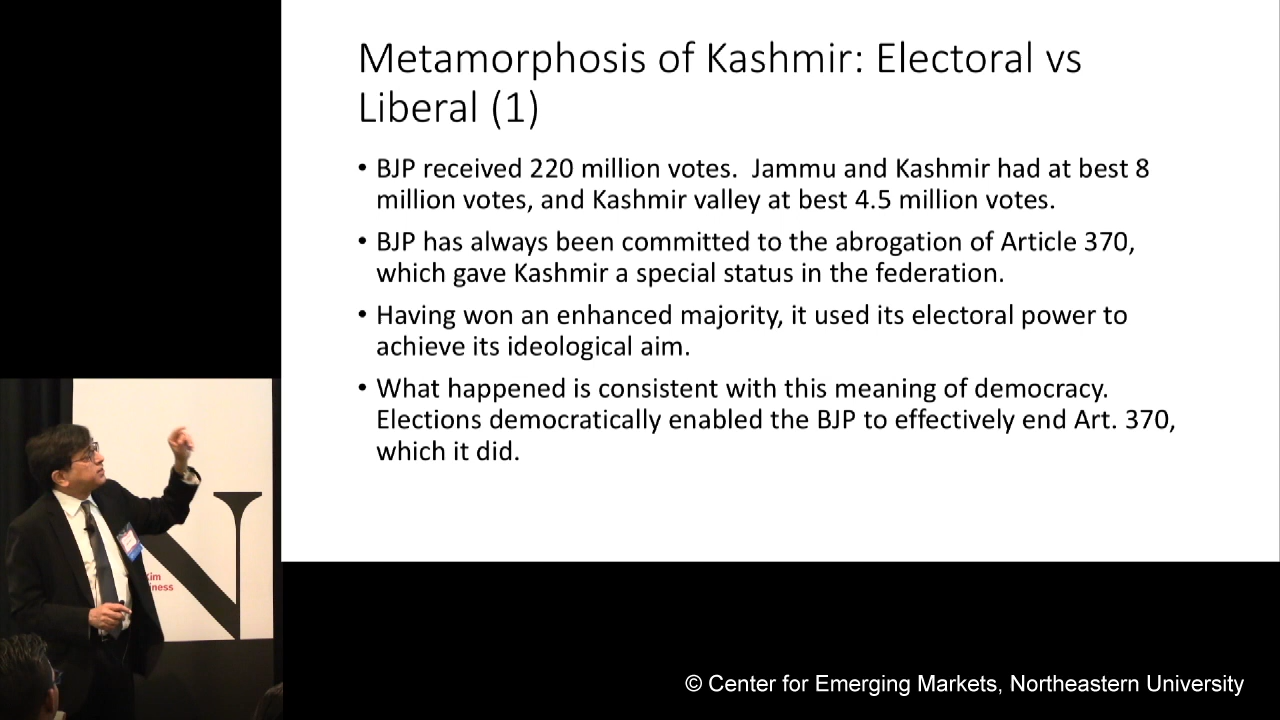 Metamorphosis of Kashmir: Electoral vs
Liberal (1)
• BJP received 220 million votes.  Jammu and Kashmir had at best 8
million votes, and Kashmir valley at best 4.5 million votes.
• BJP has always been committed to the abrogation of Article 370,
which gave Kashmir a special status in the federation.
• Having won an enhanced majority, it used its electoral power to
achieve its ideological aim.
• What happened is consistent with this meaning of democracy.
Elections democratically enabled the BJP to effectively end Art. 370,
which it did.
N
© Center for Emerging Markets, Northeastern University